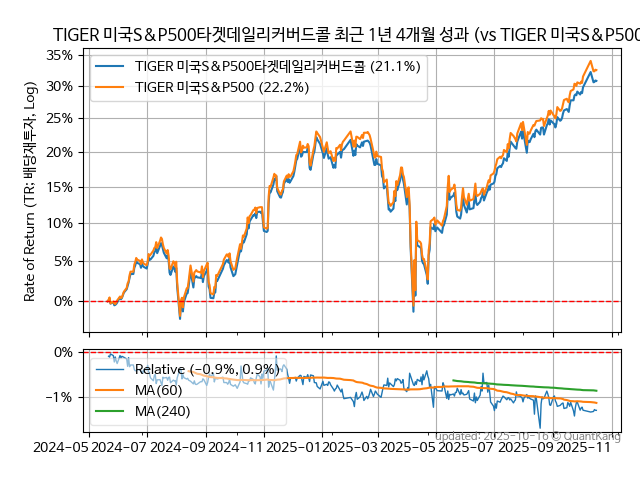 TIGER 미국S&P500타겟데일리커버드콜 최근 1년 4개월 성과 (vs TIGER 미국S&P500
35%
30%
25%
20%
15%
10%
5%
0%
Rate of Return (TR: 배당재투자, Log)
TIGER 미국S&P500타겟데일리커버드콜 (21.1%)
TIGER 미국S&P500 (22.2%)
0%
−1%
Relative (−0.9%, 0.9%)
MA(60)
MA(240)
updated: 2025-10-16 © QuantKang
2024-05 2024-07 2024-09 2024-11 2025-01 2025-03 2025-05 2025-07 2025-09 2025-11